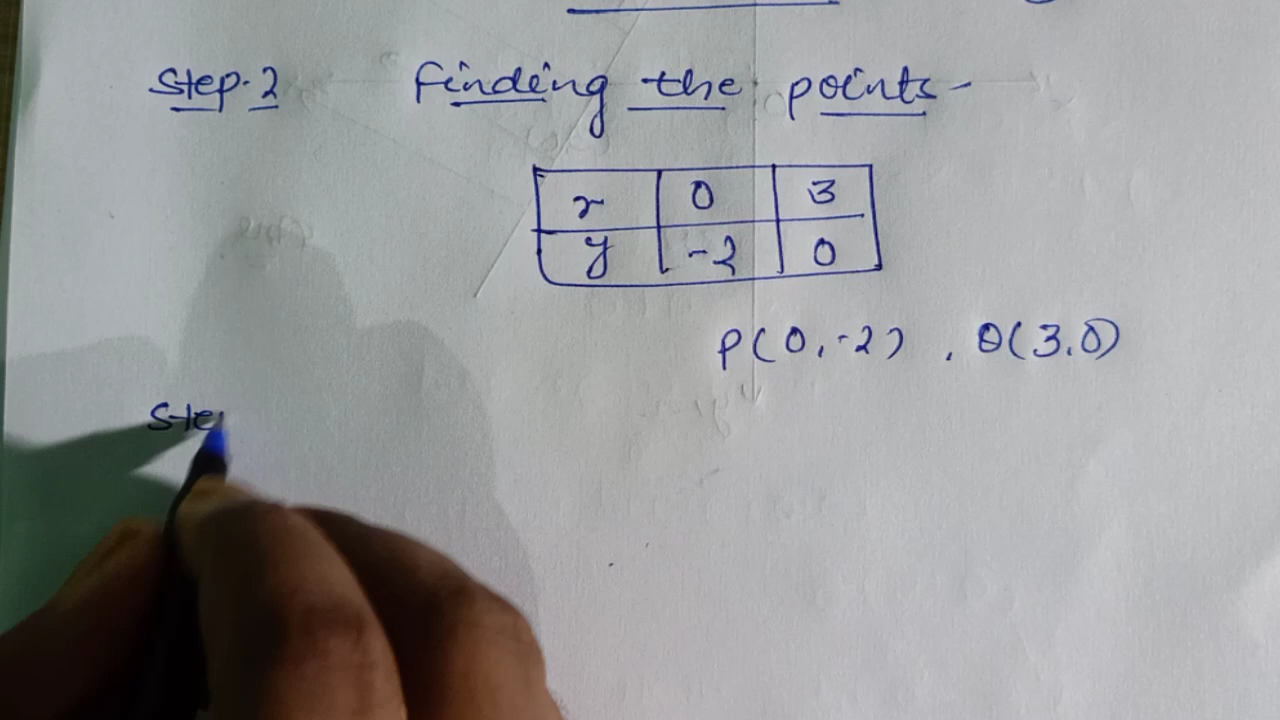 Step-2 Finding the points-
x 0 3
y -2 0
P(0,-2), Q(3,0)
Ste